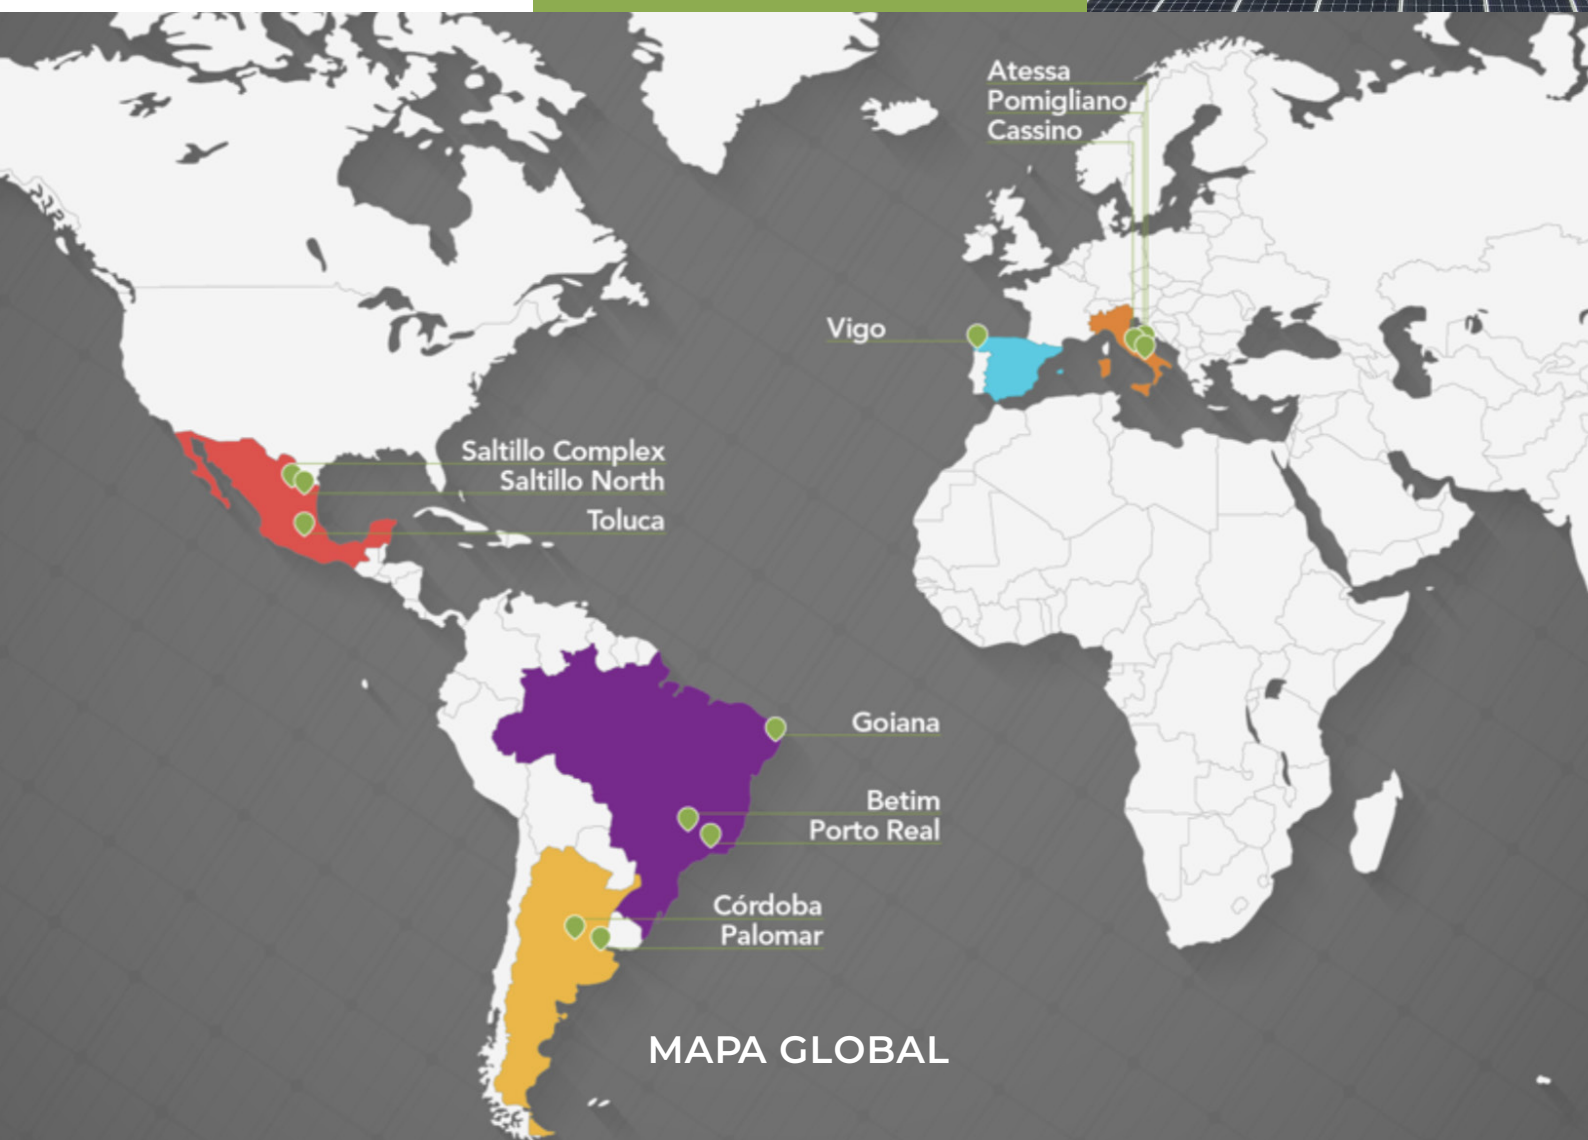 Atessa
Pomigliano
Cassino
Vigo
Saltillo Complex
Saltillo North
Toluca
Goiana
Betim
Porto Real
Córdoba
Palomar
MAPA GLOBAL